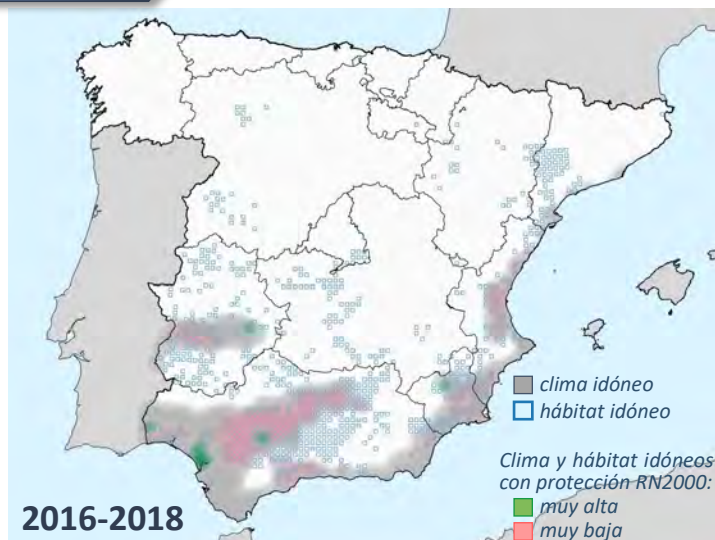 clima idóneo
hábitat idóneo
Clima y hábitat idóneos
con protección RN2000:
muy alta
muy baja
2016-2018